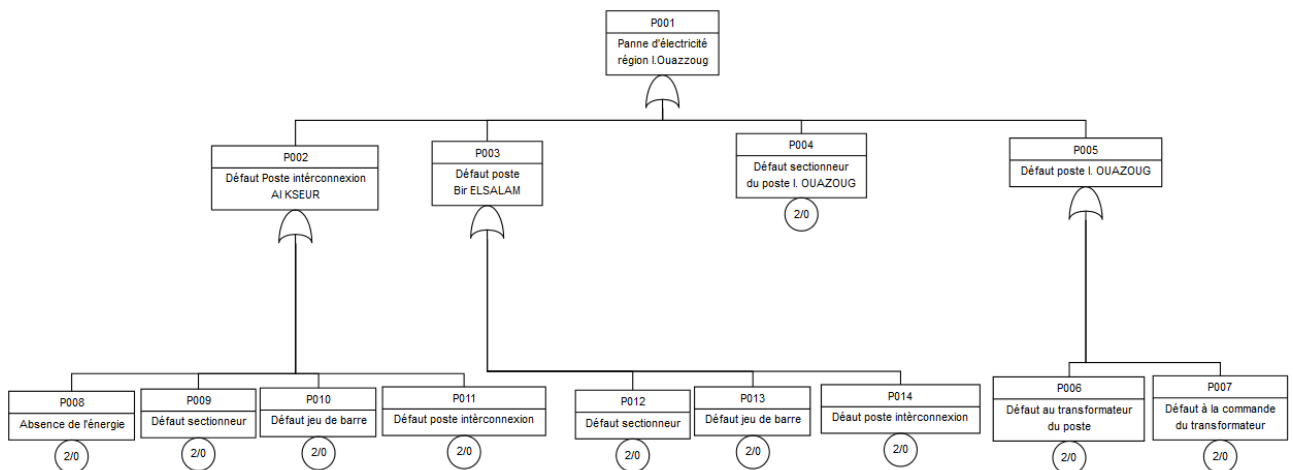 P001
Panne d'électricité
région I.Ouazzoug
P002
Défaut Poste intérconnexion
Al KSEUR
P003
Défaut poste
Bir ELSALAM
P004
Défaut sectionneur
du poste I. OUAZOUG
2/0
P005
Défaut poste I. OUAZOUG
P008
Absence de l'énergie
2/0
P009
Défaut sectionneur
2/0
P010
Défaut jeu de barre
2/0
P011
Défaut poste intèrconnexion
2/0
P012
Défaut sectionneur
2/0
P013
Défaut jeu de barre
2/0
P014
Déaut poste intèrconnexion
2/0
P006
Défaut au transformateur
du poste
2/0
P007
Défaut à la commande
du transformateur
2/0